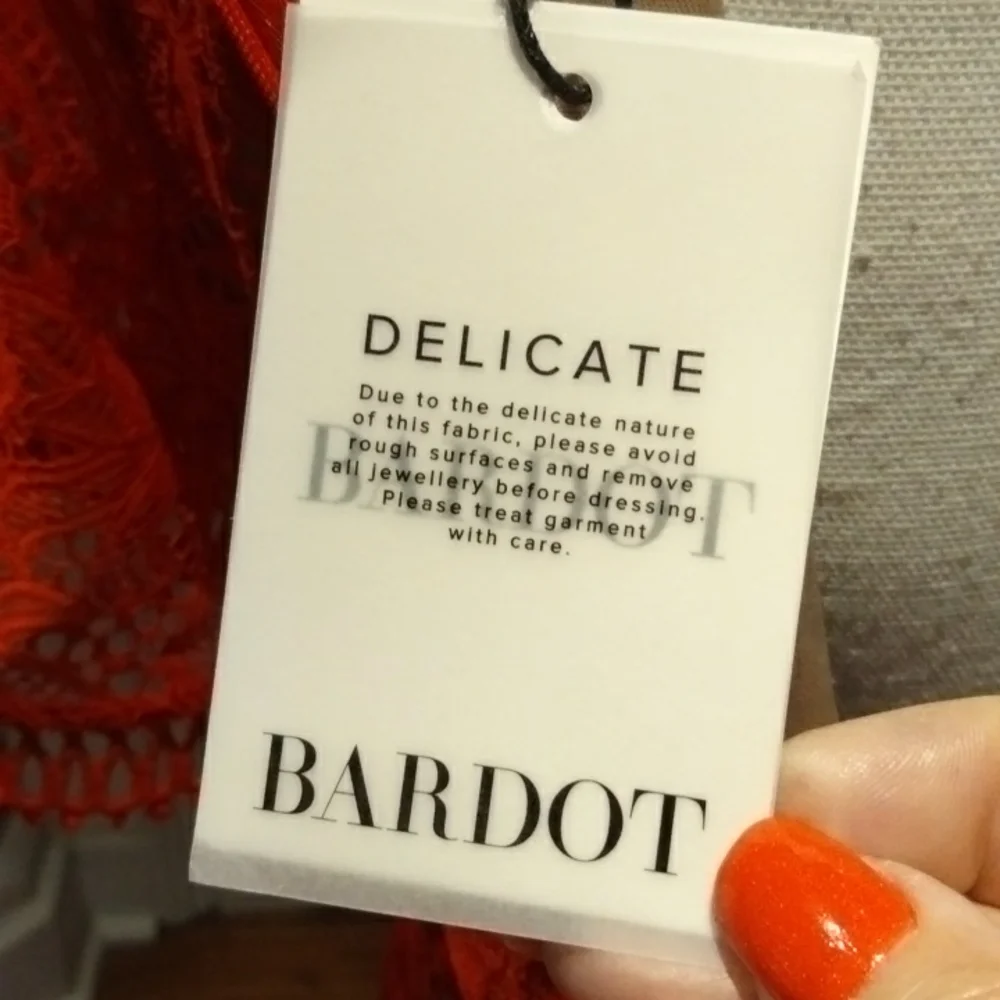 DELICATE
Due to the delicate nature
of this fabric, please avoid
rough surfaces and remove
all jewellery before dressing.
Please treat garment
with care.
BARDOT
BARDOT